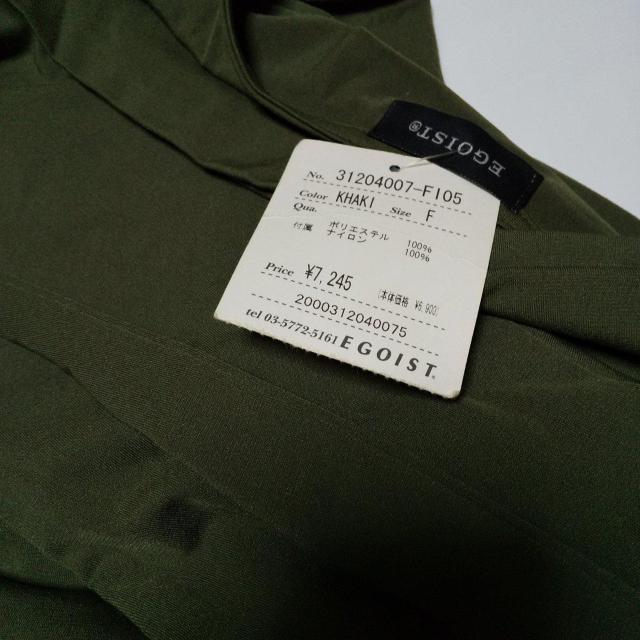 EGOIST®
No. 31204007-FI05
Color KHAKI Size F
Qua.
ポリエステル 100%
付属 ナイロン 100%
Price ¥7,245 (本体価格 ¥6,900)
2000312040075
tel 03-5772-5161 EGOIST.